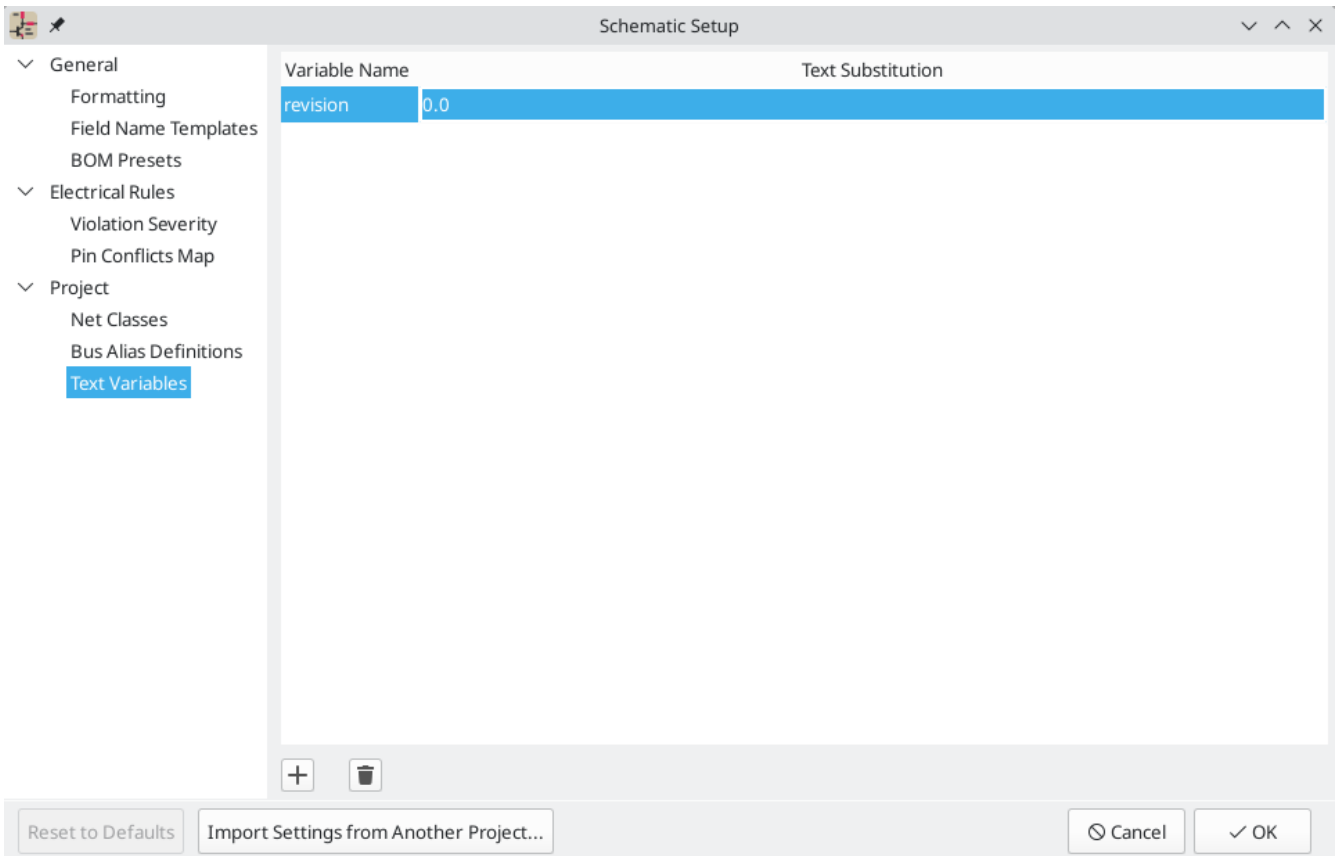 Schematic Setup
General
Formatting
Field Name Templates
BOM Presets
Electrical Rules
Violation Severity
Pin Conflicts Map
Project
Net Classes
Bus Alias Definitions
Text Variables
Variable Name Text Substitution
revision 0.0
Reset to Defaults Import Settings from Another Project... Cancel OK